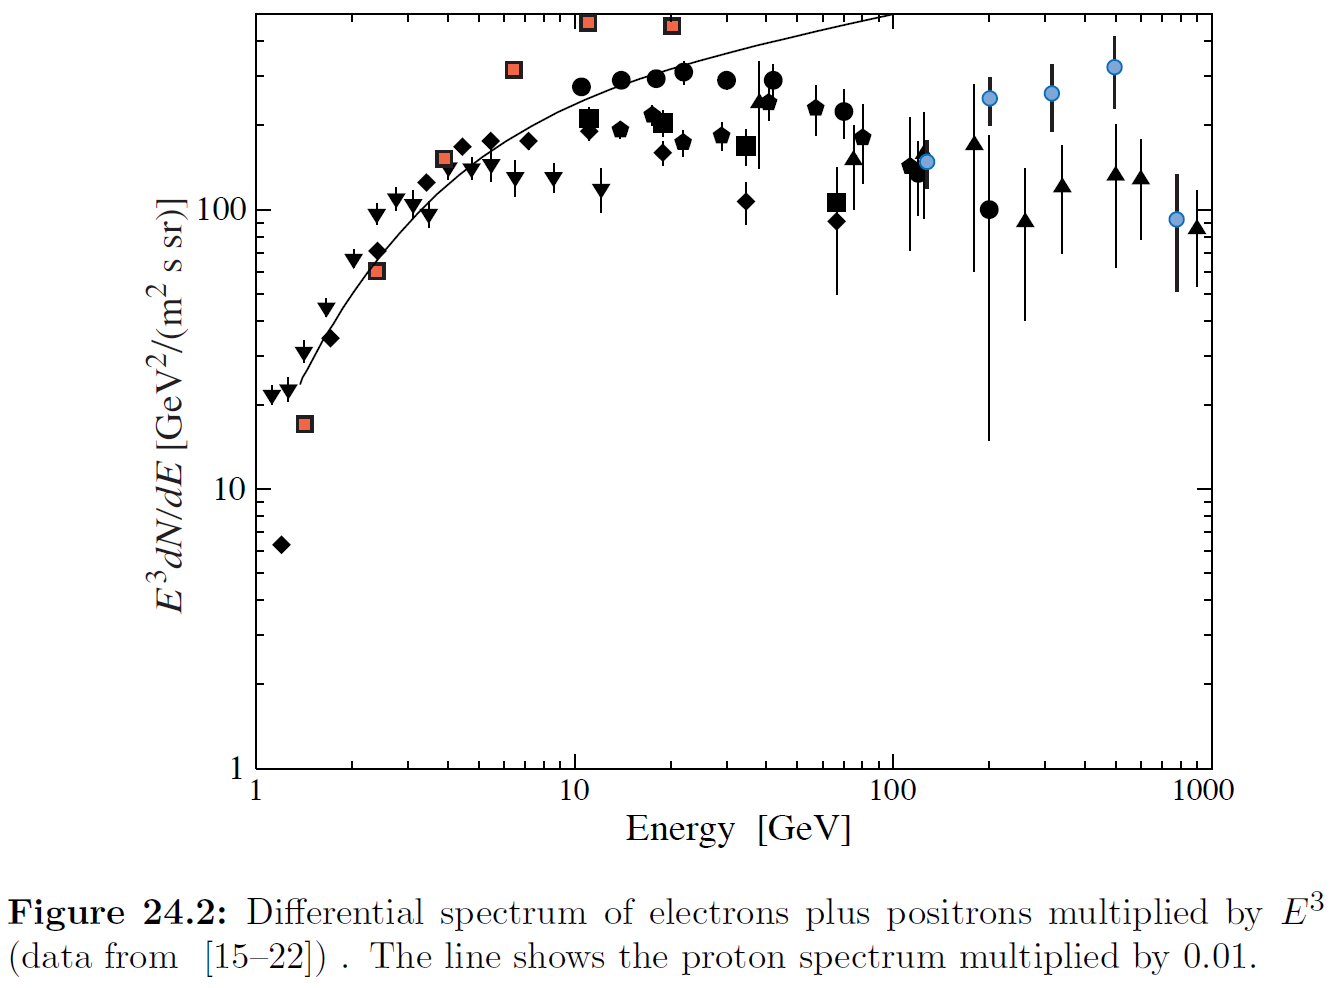 100
10
1
E³dN/dE [GeV²/(m² s sr)]
1 10 100 1000
Energy [GeV]
Figure 24.2: Differential spectrum of electrons plus positrons multiplied by E³
(data from [15–22]) . The line shows the proton spectrum multiplied by 0.01.